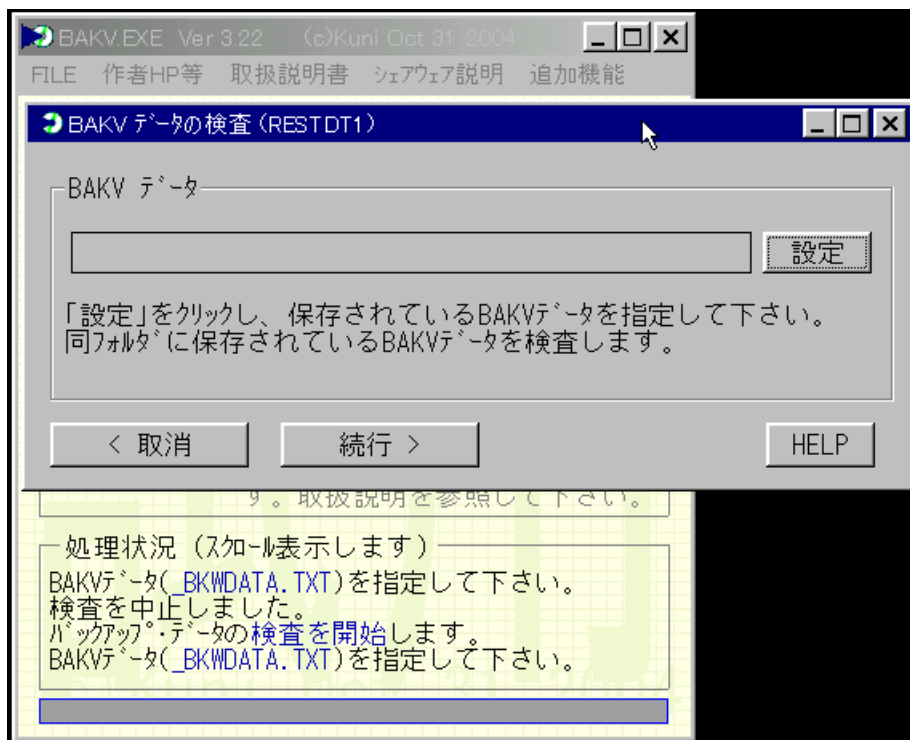 BAKV.EXE Ver 3.22 (c)Kuni Oct 31 2004
FILE 作者HP等 取扱説明書 ｼｪｱｳｪｱ説明 追加機能
BAKV ﾃﾞｰﾀの検査 (RESTDT1)
BAKV ﾃﾞｰﾀ
設定
「設定」をｸﾘｯｸし、保存されているBAKVﾃﾞｰﾀを指定して下さい。
同ﾌｫﾙﾀﾞに保存されているBAKVﾃﾞｰﾀを検査します。
< 取消
続行 >
HELP
す。取扱説明を参照して下さい。
処理状況 (ｽｸﾛｰﾙ表示します)
BAKVﾃﾞｰﾀ(_BKWDATA.TXT)を指定して下さい。
検査を中止しました。
ﾊﾞｯｸｱｯﾌﾟ・ﾃﾞｰﾀの検査を開始します。
BAKVﾃﾞｰﾀ(_BKWDATA.TXT)を指定して下さい。